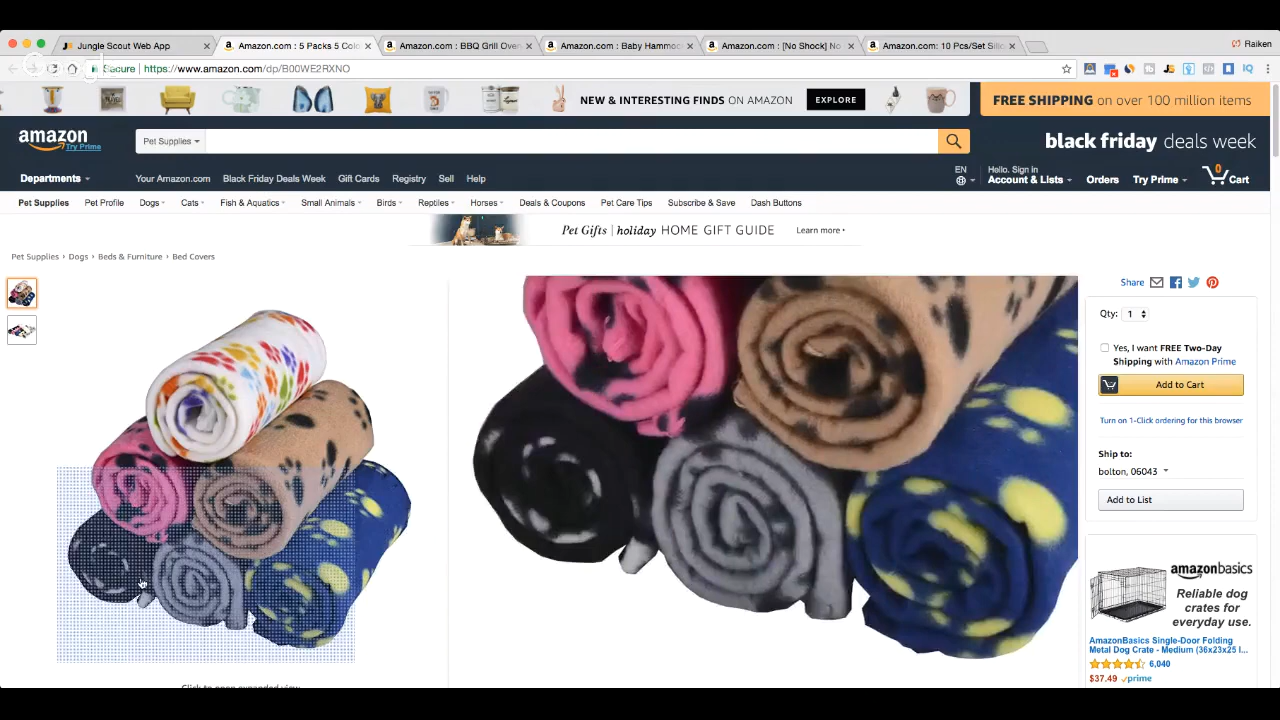 Jungle Scout Web App
Amazon.com : 5 Packs 5 Colo
Amazon.com : BBQ Grill Over
Amazon.com : Baby Hammoc
Amazon.com : [No Shock] No
Amazon.com: 10 Pcs/Set Sili
Raiken
Secure
https://www.amazon.com/dp/B00WE2RXNO
NEW & INTERESTING FINDS ON AMAZON
EXPLORE
FREE SHIPPING on over 100 million items
amazon
Try Prime
Pet Supplies
black friday deals week
Departments
Your Amazon.com
Black Friday Deals Week
Gift Cards
Registry
Sell
Help
EN
Hello. Sign in
Account & Lists
Orders
Try Prime
0
Cart
Pet Supplies
Pet Profile
Dogs
Cats
Fish & Aquatics
Small Animals
Birds
Reptiles
Horses
Deals & Coupons
Pet Care Tips
Subscribe & Save
Dash Buttons
Pet Gifts | holiday HOME GIFT GUIDE
Learn more ›
Pet Supplies › Dogs › Beds & Furniture › Bed Covers
Share
Qty: 1
Yes, I want FREE Two-Day
Shipping with Amazon Prime
Add to Cart
Turn on 1-Click ordering for this browser
Ship to:
bolton, 06043
Add to List
amazonbasics
Reliable dog
crates for
everyday use.
AmazonBasics Single-Door Folding
Metal Dog Crate - Medium (36x23x25 I...
6,040
$37.49 prime
Click to open expanded view